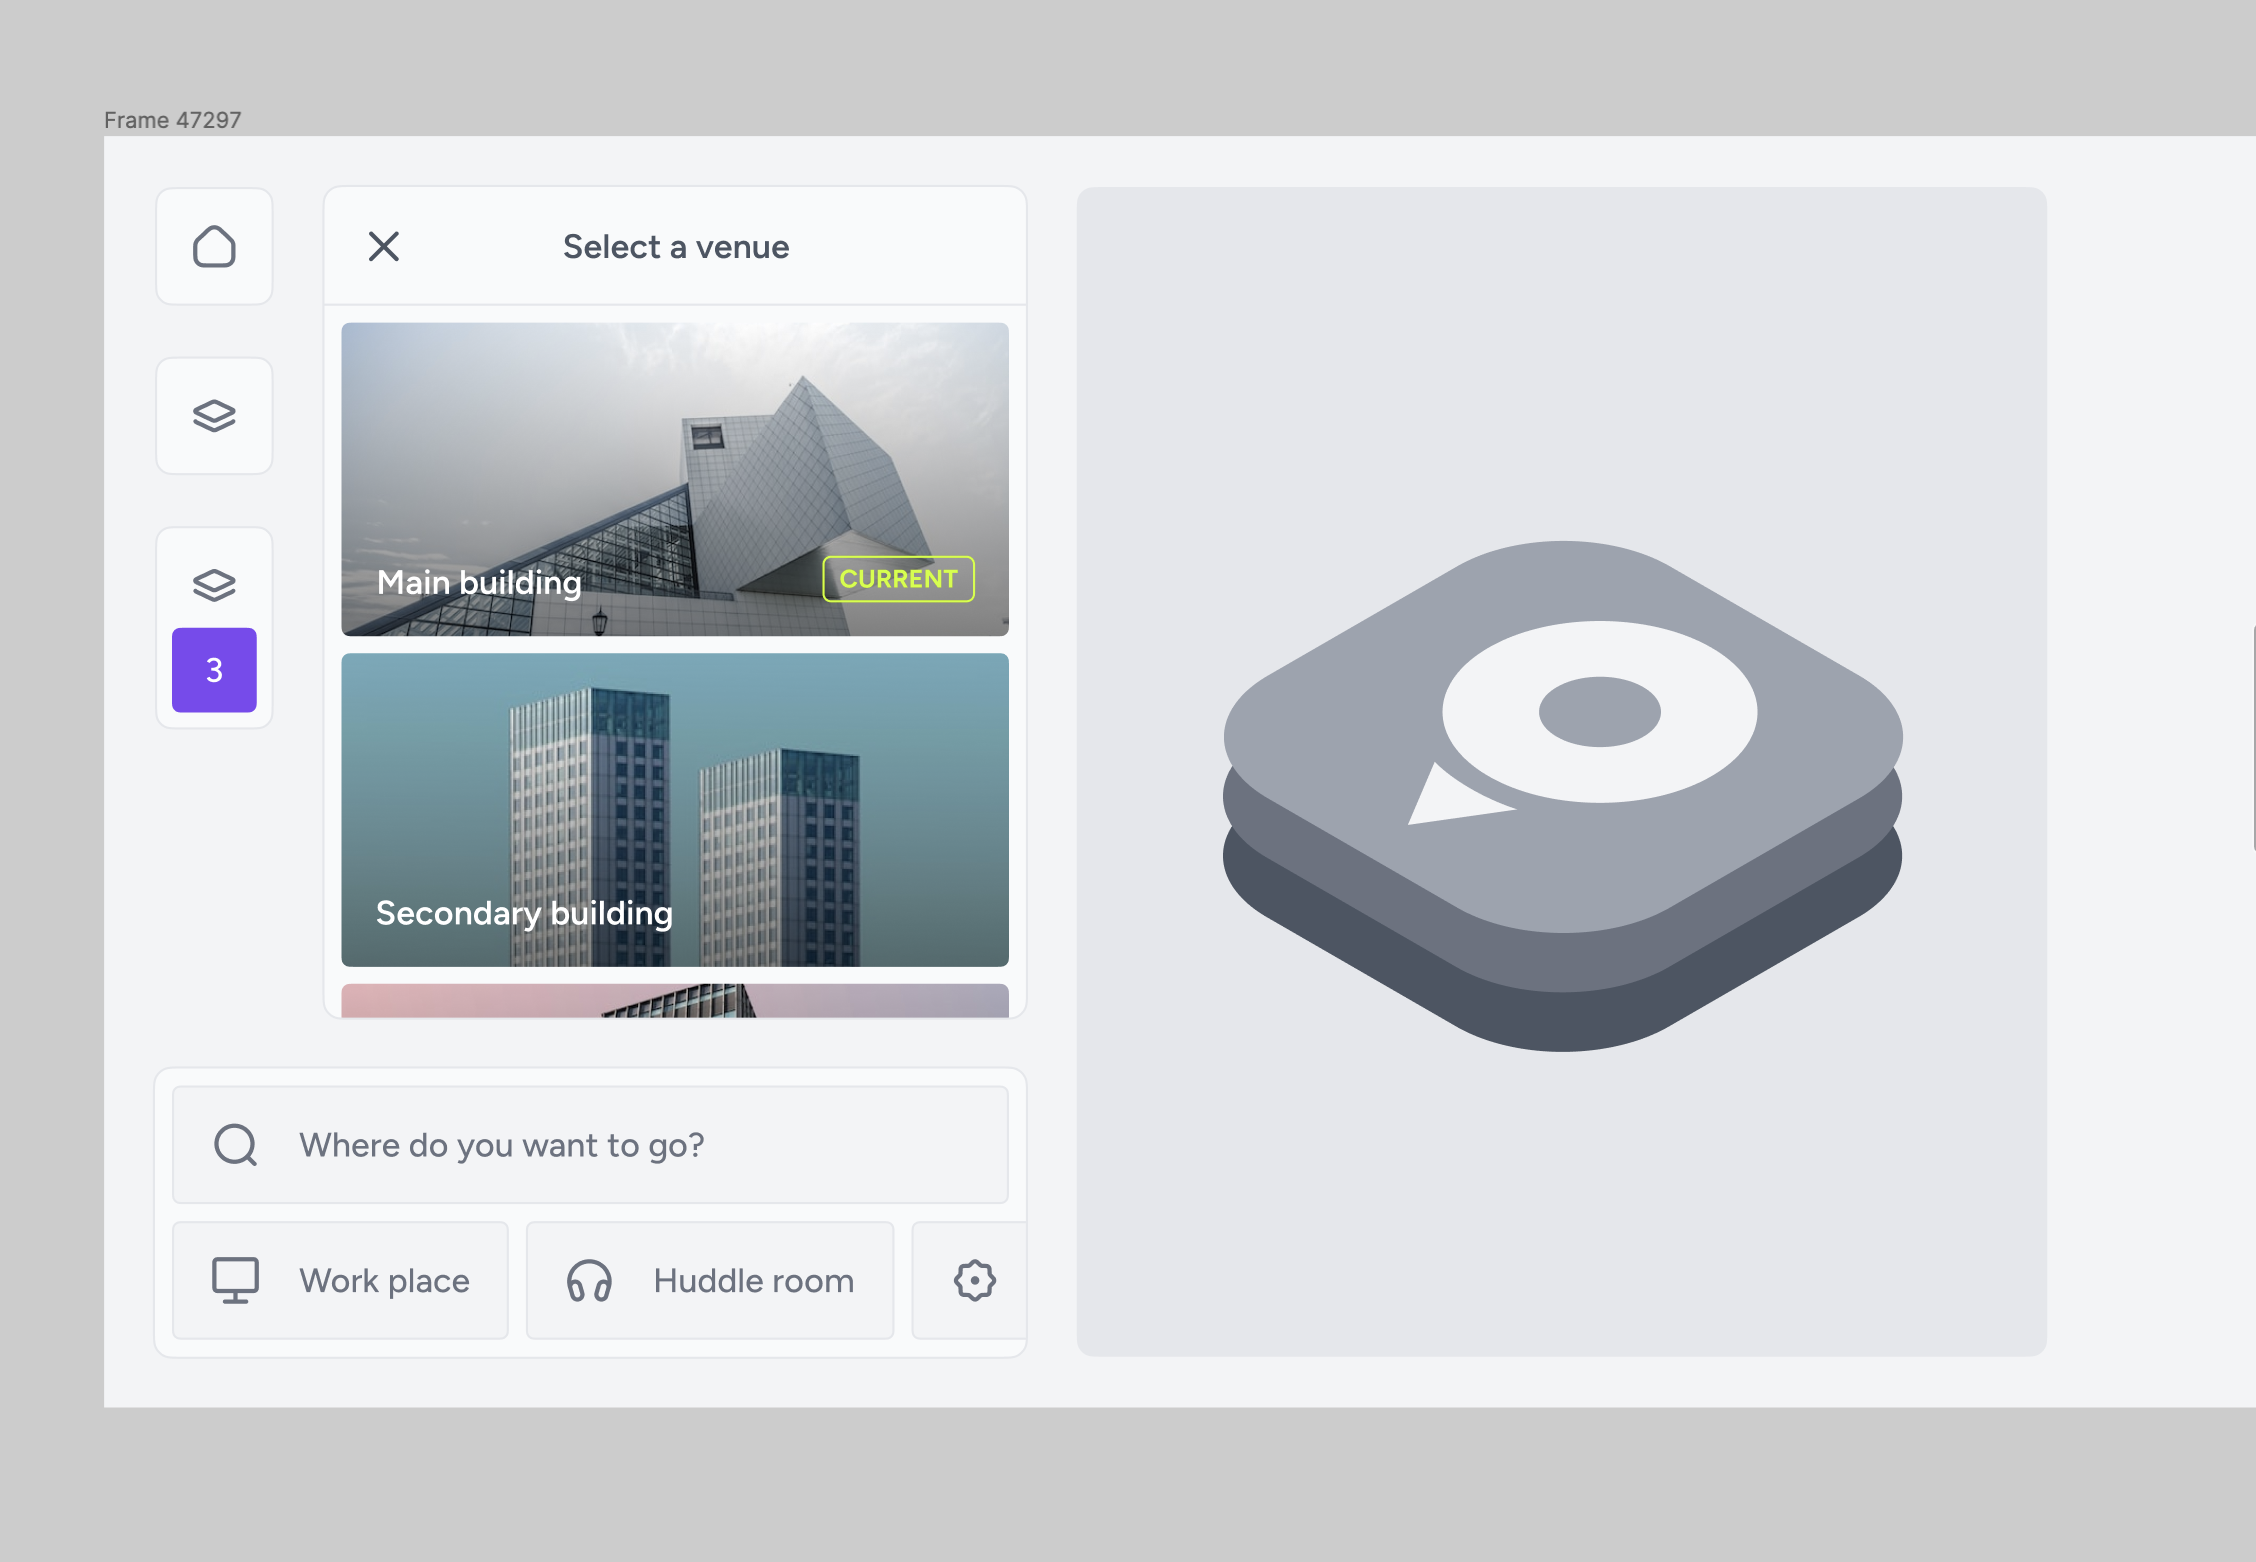 Frame 47297
Select a venue
Main building
CURRENT
3
Secondary building
Where do you want to go?
Work place
Huddle room